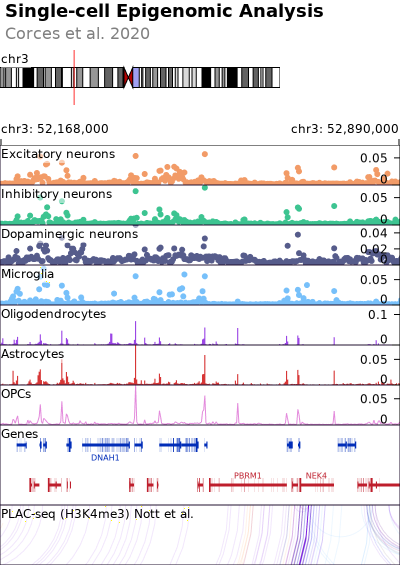 Single-cell Epigenomic Analysis
Corces et al. 2020
chr3
chr3: 52,168,000 chr3: 52,890,000
Excitatory neurons 0.05
0
Inhibitory neurons 0.05
0
Dopaminergic neurons 0.04
0.02
0
Microglia 0.05
0
Oligodendrocytes 0.1
0
Astrocytes 0.05
0
OPCs 0.05
0
Genes
DNAH1
PBRM1 NEK4
PLAC-seq (H3K4me3) Nott et al.